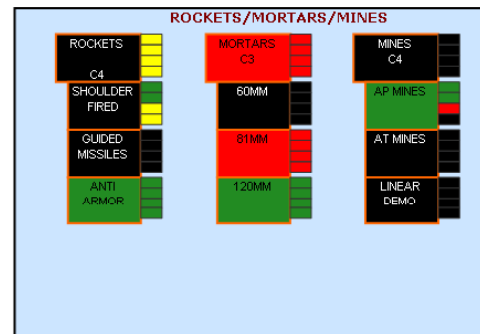 ROCKETS/MORTARS/MINES
ROCKETS
C4
SHOULDER
FIRED
GUIDED
MISSILES
ANTI
ARMOR
MORTARS
C3
60MM
81MM
120MM
MINES
C4
AP MINES
AT MINES
LINEAR
DEMO